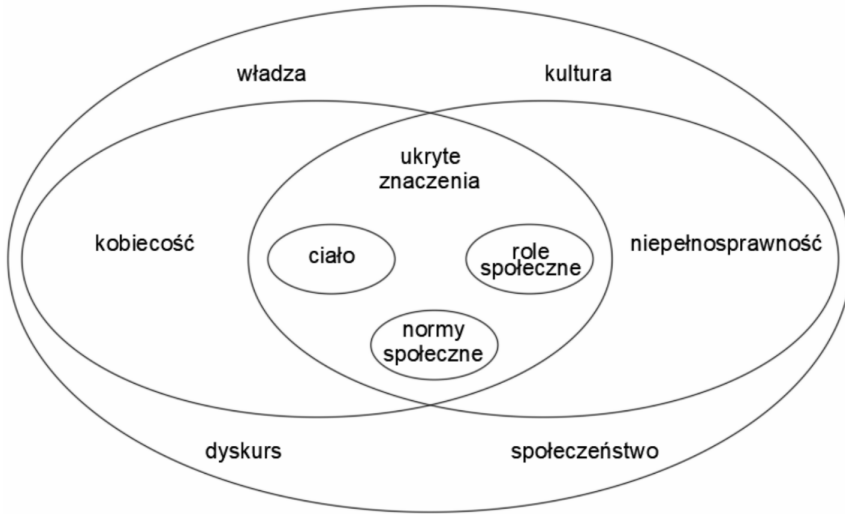 władza
kultura
ukryte
znaczenia
kobiecość
niepełnosprawność
ciało
role
społeczne
normy
społeczne
dyskurs
społeczeństwo